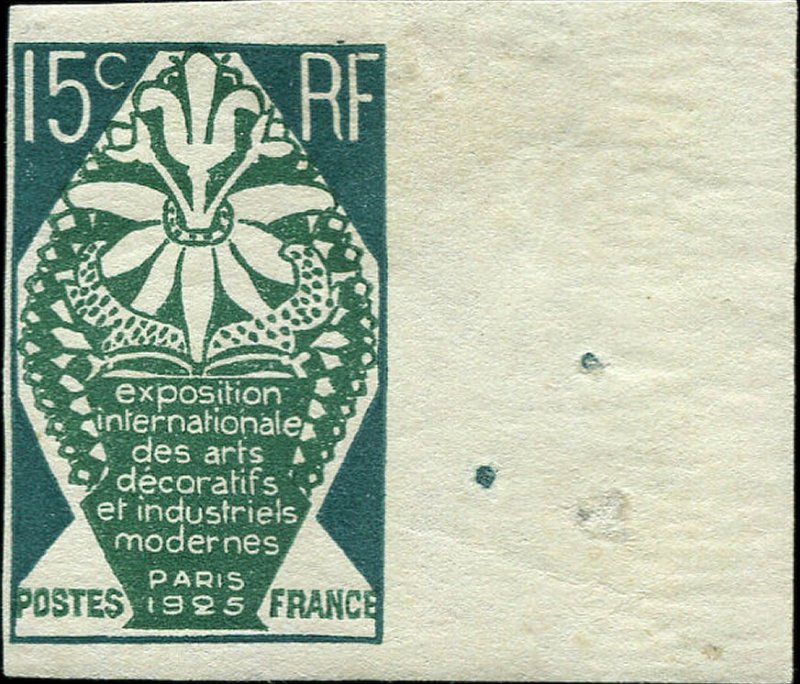 15c RF
exposition
internationale
des arts
décoratifs
et industriels
modernes
PARIS
1925
POSTES FRANCE